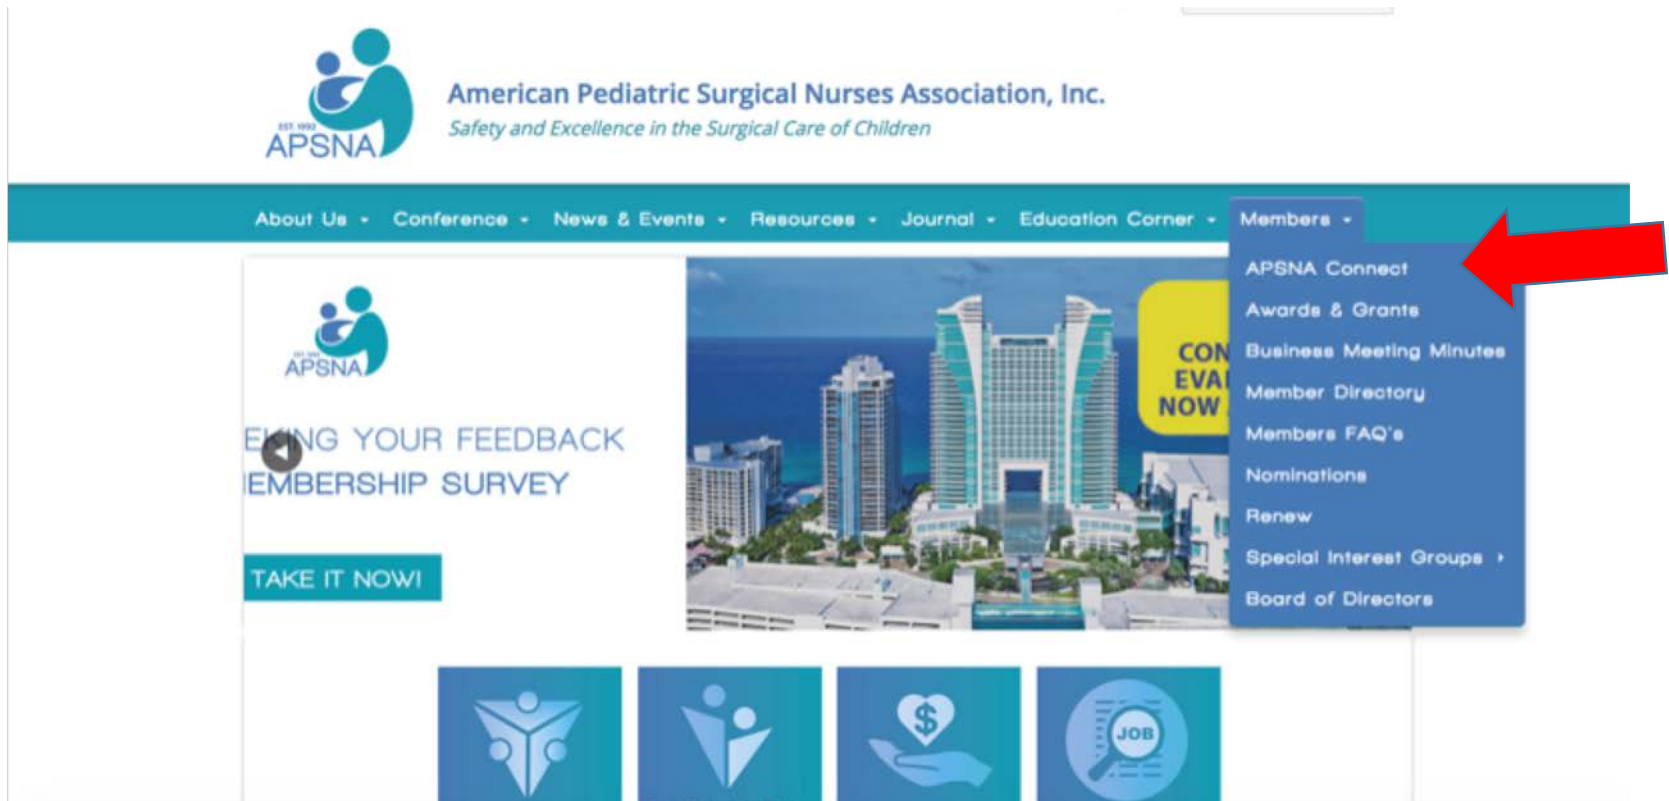 EST. 1992
APSNA
American Pediatric Surgical Nurses Association, Inc.
Safety and Excellence in the Surgical Care of Children
About Us
Conference
News & Events
Resources
Journal
Education Corner
Members
APSNA Connect
Awards & Grants
Business Meeting Minutes
Member Directory
Members FAQ's
Nominations
Renew
Special Interest Groups
Board of Directors
APSNA
YOUR FEEDBACK
EMBERSHIP SURVEY
TAKE IT NOW!
CON
EVAL
NOW
$
JOB